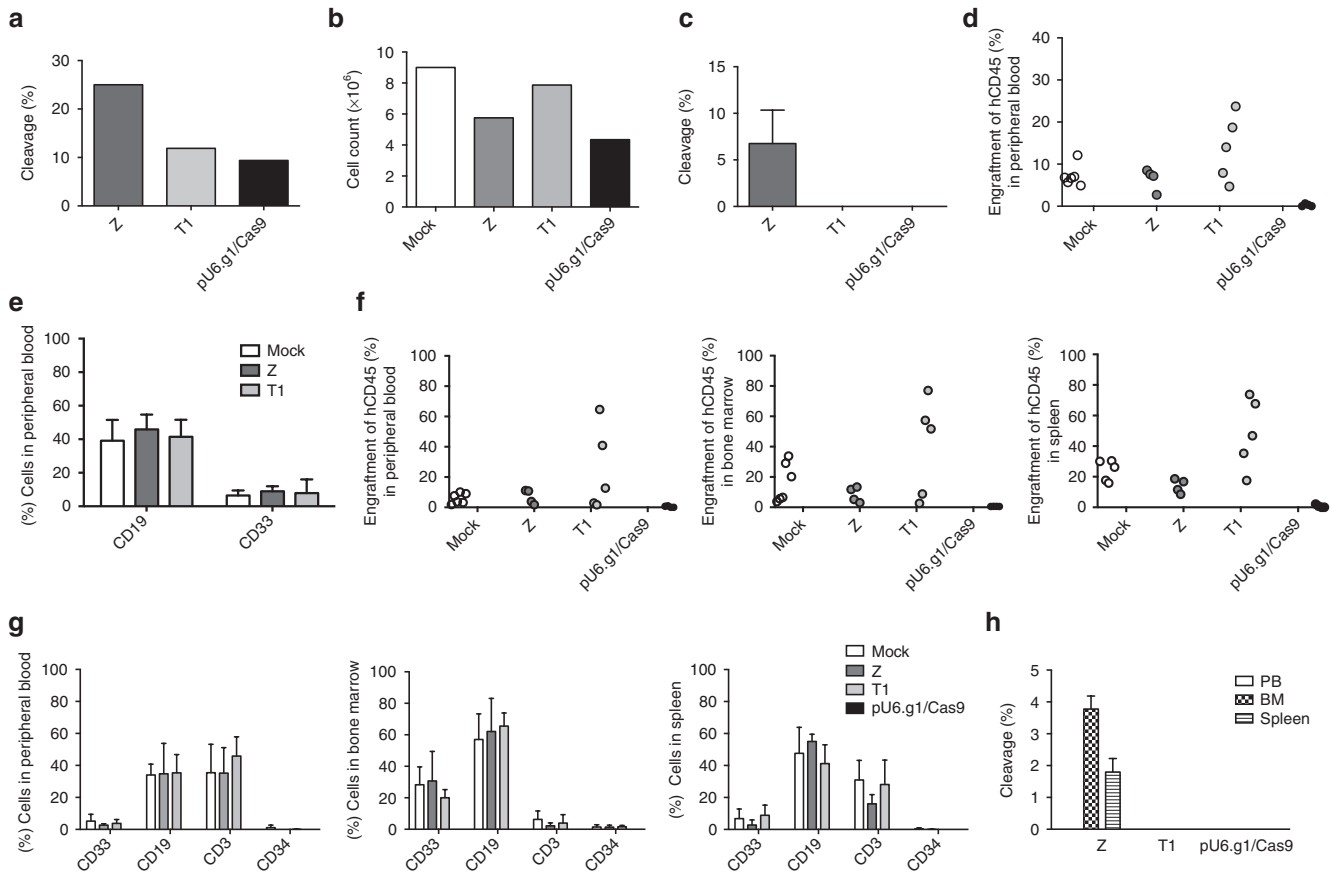 a
Cleavage (%)
30
20
10
0
Z
T1
pU6.g1/Cas9
b
Cell count (×10⁶)
10
8
6
4
2
0
Mock
Z
T1
pU6.g1/Cas9
c
Cleavage (%)
15
10
5
0
Z
T1
pU6.g1/Cas9
d
Engraftment of hCD45 (%)
in peripheral blood
40
30
20
10
0
Mock
Z
T1
pU6.g1/Cas9
e
(%) Cells in peripheral blood
100
80
60
40
20
0
Mock
Z
T1
CD19
CD33
f
Engraftment of hCD45 (%)
in peripheral blood
100
80
60
40
20
0
Mock
Z
T1
pU6.g1/Cas9
Engraftment of hCD45 (%)
in bone marrow
100
80
60
40
20
0
Mock
Z
T1
pU6.g1/Cas9
Engraftment of hCD45 (%)
in spleen
100
80
60
40
20
0
Mock
Z
T1
pU6.g1/Cas9
g
(%) Cells in peripheral blood
100
80
60
40
20
0
CD33
CD19
CD3
CD34
(%) Cells in bone marrow
100
80
60
40
20
0
CD33
CD19
CD3
CD34
(%) Cells in spleen
100
80
60
40
20
0
Mock
Z
T1
pU6.g1/Cas9
CD33
CD19
CD3
CD34
h
Cleavage (%)
5
4
3
2
1
0
PB
BM
Spleen
Z
T1
pU6.g1/Cas9